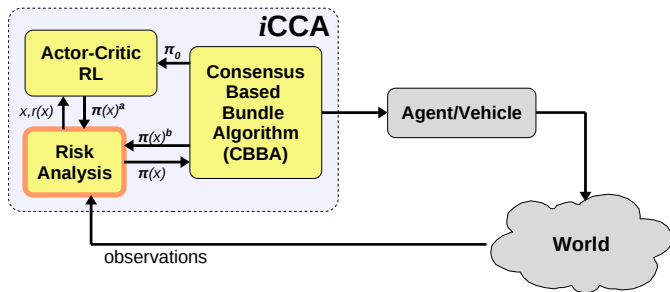 iCCA
Actor-Critic
RL
π₀
Consensus
Based
Bundle
Algorithm
(CBBA)
Agent/Vehicle
x,r(x)
π(x)ᵃ
π(x)ᵇ
Risk
Analysis
π(x)
World
observations